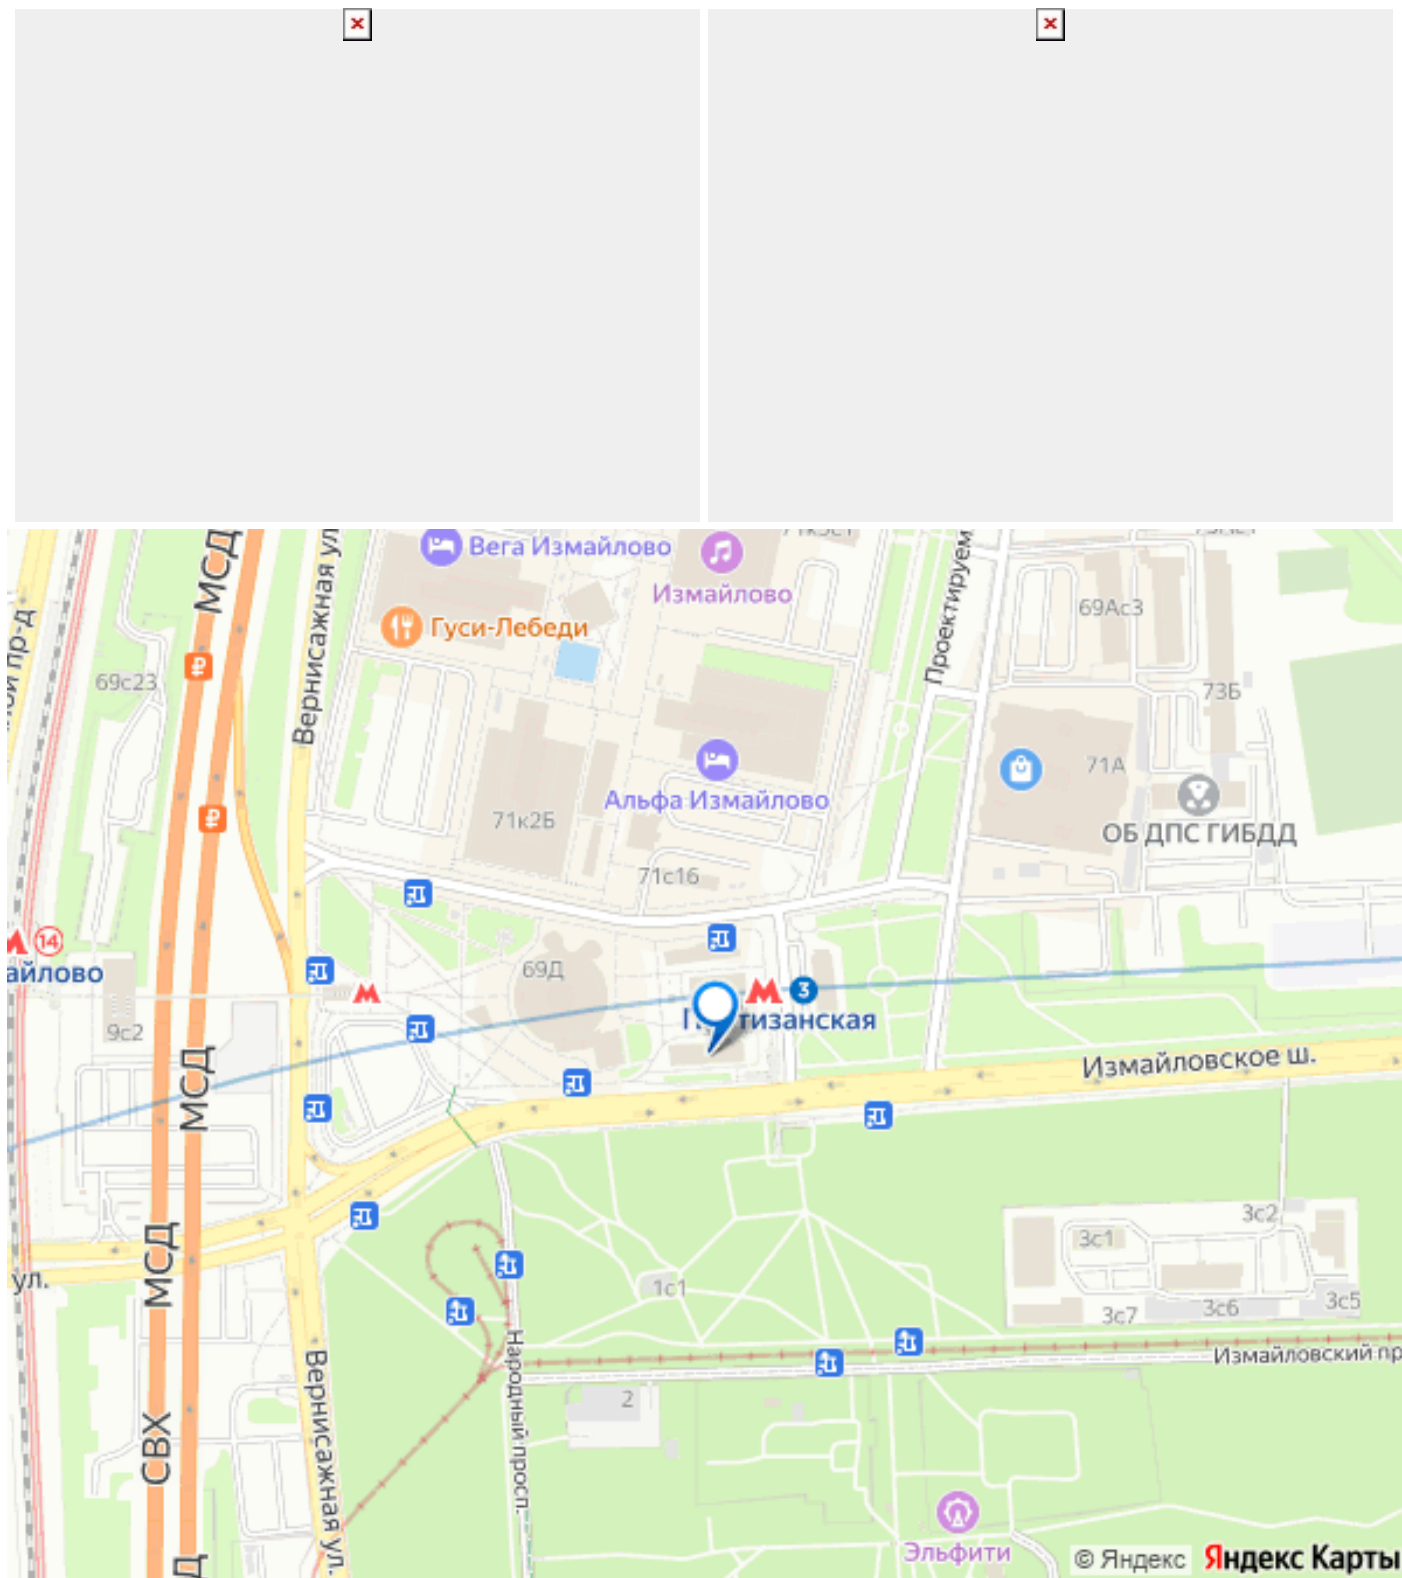 МСД
Вернисажная ул
Вега Измайлово
Измайлово
Гуси-Лебеди
Проектируем
69Ас3
69с23
73Б
71А
Альфа Измайлово
71к2Б
ОБ ДПС ГИБДД
71с16
14
айлово
69Д
3
тизанская
9с2
МСД
Измайловское ш.
МСД
3с2
3с1
ул.
1с1
3с7
3с6
3с5
Народный просп.
Измайловский пр
Вернисажная ул.
2
СВХ
Эльфити
© Яндекс
Яндекс Карты